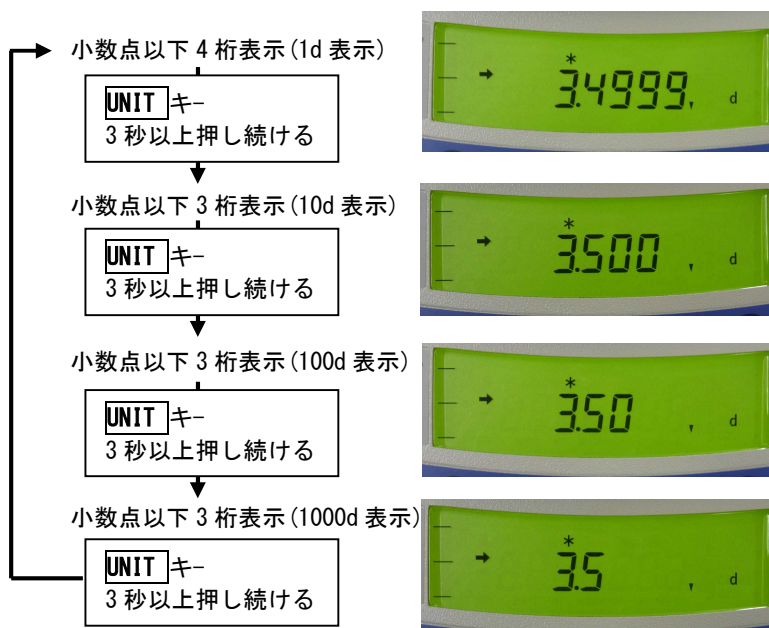 小数点以下 4 桁表示(1d 表示)
UNIT キー
3 秒以上押し続ける
3.4999 d
小数点以下 3 桁表示(10d 表示)
UNIT キー
3 秒以上押し続ける
3.500 d
小数点以下 3 桁表示(100d 表示)
UNIT キー
3 秒以上押し続ける
3.50 d
小数点以下 3 桁表示(1000d 表示)
UNIT キー
3 秒以上押し続ける
3.5 d